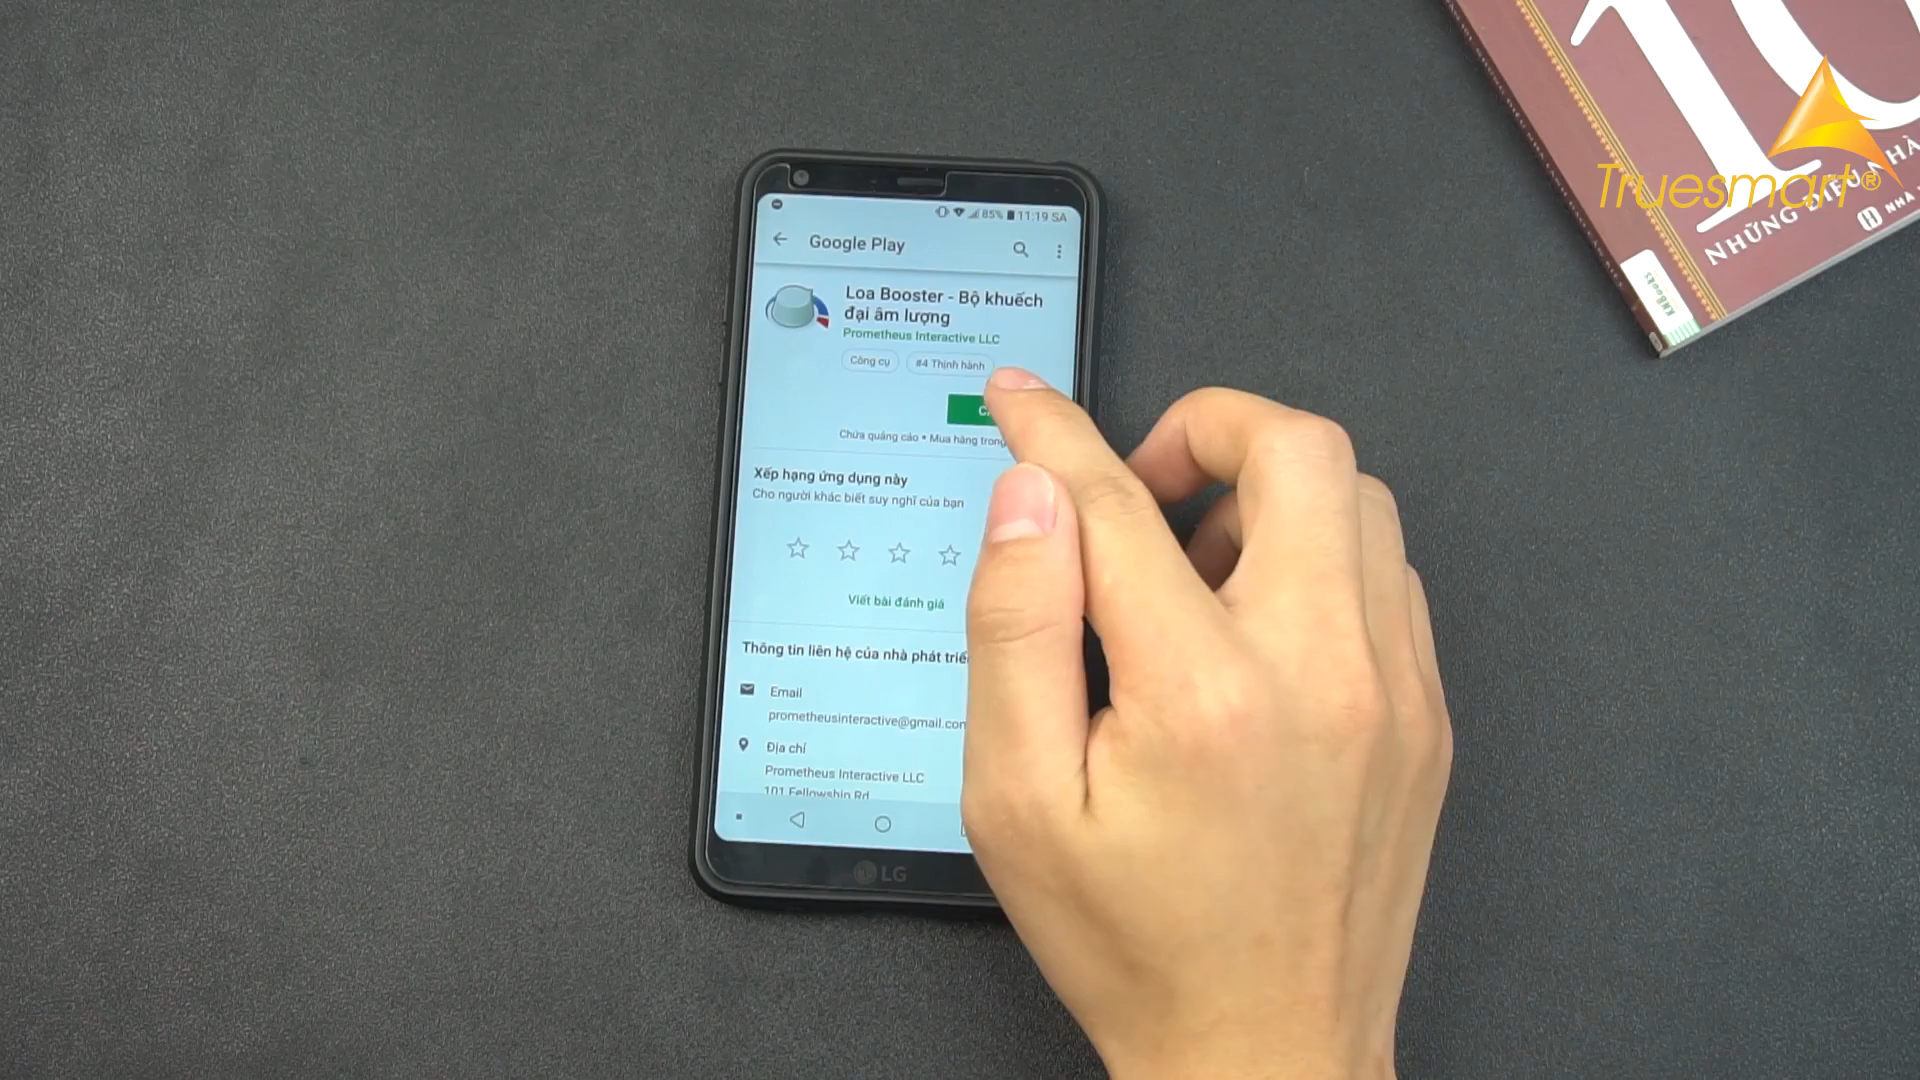 85% 11:19 SA
Google Play
Loa Booster - Bộ khuếch
đại âm lượng
Prometheus Interactive LLC
Công cụ
#4 Thịnh hành
Chứa quảng cáo • Mua hàng trong
Xếp hạng ứng dụng này
Cho người khác biết suy nghĩ của bạn
Viết bài đánh giá
Thông tin liên hệ của nhà phát
Email
prometheusinteractive@gmail.com
Địa chỉ
Prometheus Interactive LLC
101 Fellowship Rd
LG
10
NHỮNG ĐIỀU
NHÀ
Truesmart®